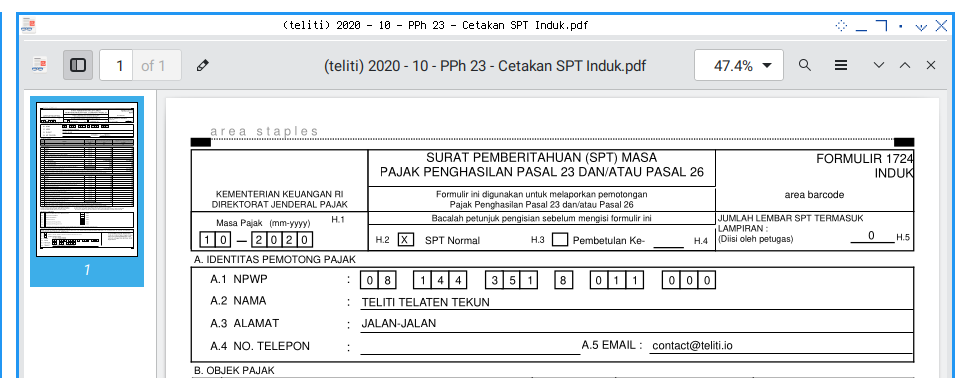 (teliti) 2020 - 10 - PPh 23 - Cetakan SPT Induk.pdf
1 of 1
(teliti) 2020 - 10 - PPh 23 - Cetakan SPT Induk.pdf
47.4%
1
area staples
KEMENTERIAN KEUANGAN RI
DIREKTORAT JENDERAL PAJAK
SURAT PEMBERITAHUAN (SPT) MASA
PAJAK PENGHASILAN PASAL 23 DAN/ATAU PASAL 26
Formulir ini digunakan untuk melaporkan pemotongan
Pajak Penghasilan Pasal 23 dan/atau Pasal 26
FORMULIR 1724
INDUK
area barcode
Masa Pajak (mm-yyyy) H.1
1 0 — 2 0 2 0
Bacalah petunjuk pengisian sebelum mengisi formulir ini
H.2 X SPT Normal H.3 Pembetulan Ke- H.4
JUMLAH LEMBAR SPT TERMASUK
LAMPIRAN :
(Diisi oleh petugas) 0 H.5
A. IDENTITAS PEMOTONG PAJAK
A.1 NPWP : 0 8 1 4 4 3 5 1 8 0 1 1 0 0 0
A.2 NAMA : TELITI TELATEN TEKUN
A.3 ALAMAT : JALAN-JALAN
A.4 NO. TELEPON : A.5 EMAIL : contact@teliti.io
B. OBJEK PAJAK